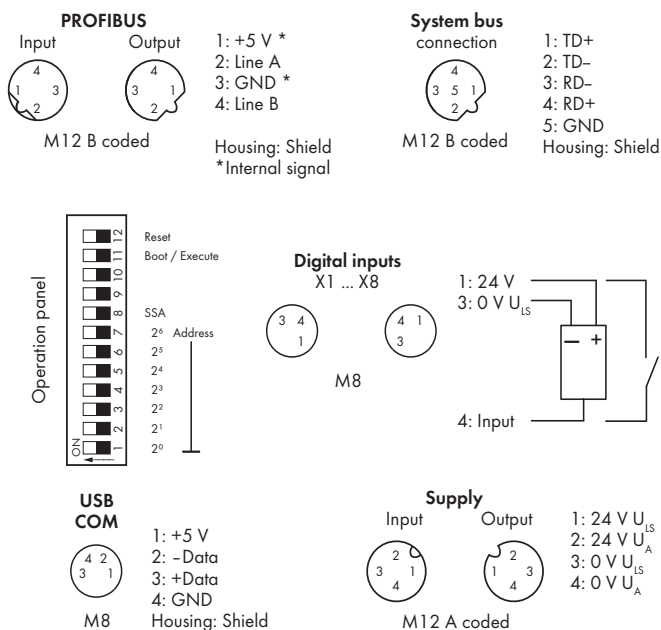 PROFIBUS
Input Output
4 4
1 3 3 1
2 2
M12 B coded
1: +5 V *
2: Line A
3: GND *
4: Line B
Housing: Shield
*Internal signal
System bus
connection
4
3 5 1
2
M12 B coded
1: TD+
2: TD–
3: RD–
4: RD+
5: GND
Housing: Shield
Operation panel
12 Reset
11 Boot / Execute
10
9
8 SSA
7 2⁶ Address
6 2⁵
5 2⁴
4 2³
3 2²
2 2¹
1 2⁰
ON
Digital inputs
X1 ... X8
3 4 4 1
1 3
M8
1: 24 V
3: 0 V U_LS
– +
4: Input
USB
COM
4 2
3 1
M8
1: +5 V
2: –Data
3: +Data
4: GND
Housing: Shield
Supply
Input Output
2 2
3 1 1 3
4 4
M12 A coded
1: 24 V U_LS
2: 24 V U_A
3: 0 V U_LS
4: 0 V U_A